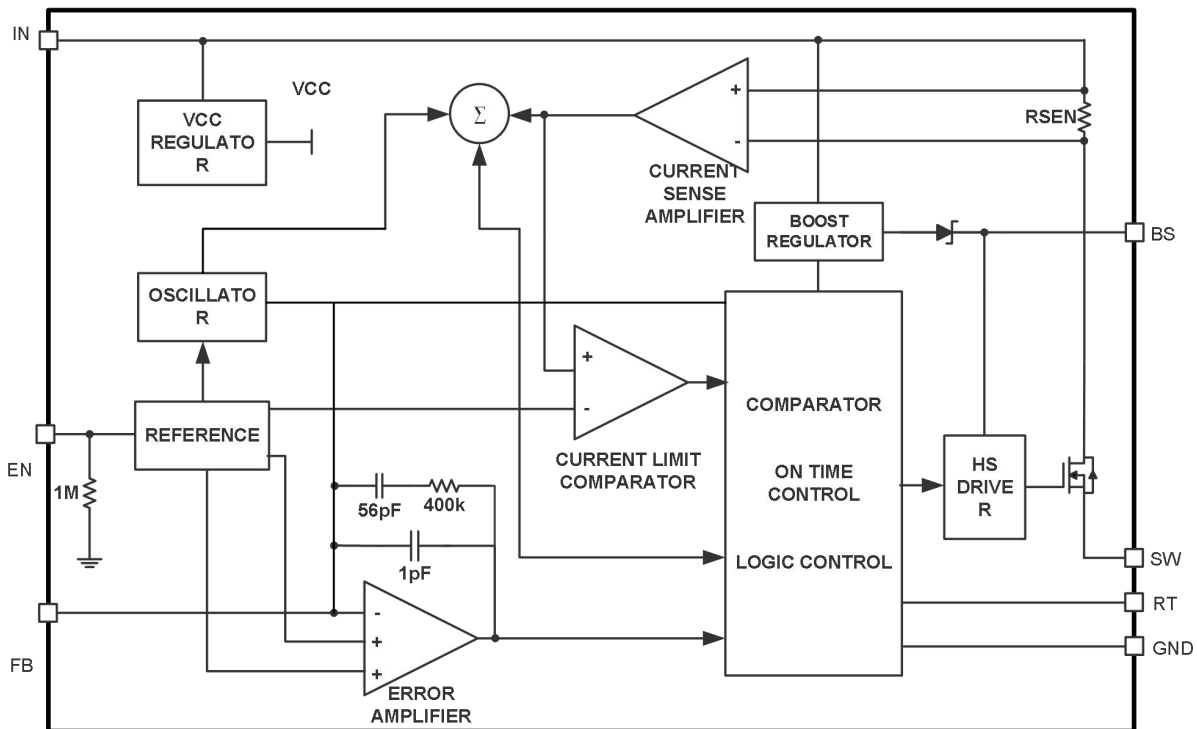 IN
VCC
VCC
REGULATO
R
Σ
+
-
RSEN
CURRENT
SENSE
AMPLIFIER
BOOST
REGULATOR
BS
OSCILLATO
R
+
-
CURRENT LIMIT
COMPARATOR
REFERENCE
EN
1M
56pF
400k
1pF
COMPARATOR
ON TIME
CONTROL
LOGIC CONTROL
HS
DRIVE
R
SW
RT
GND
FB
-
+
+
ERROR
AMPLIFIER